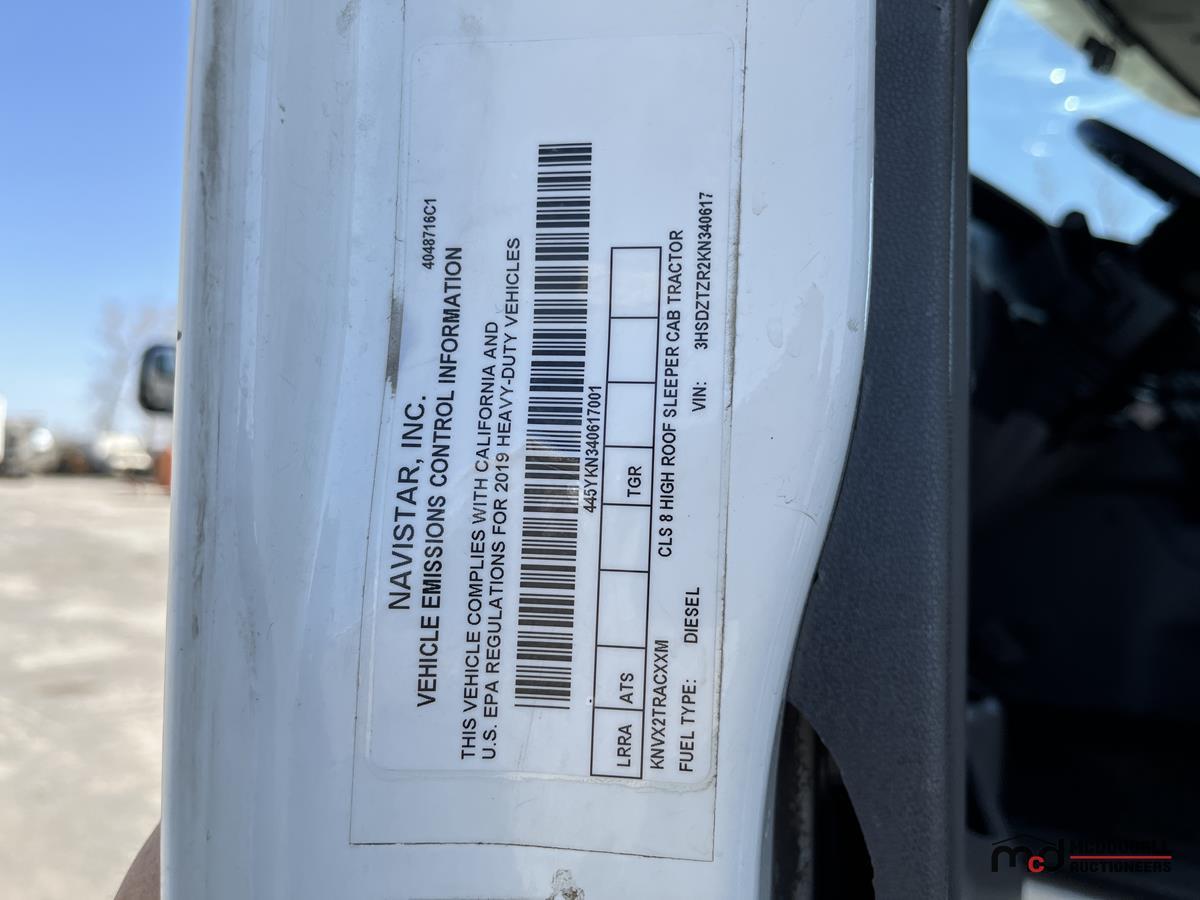 4048716C1
NAVISTAR, INC.
VEHICLE EMISSIONS CONTROL INFORMATION
THIS VEHICLE COMPLIES WITH CALIFORNIA AND
U.S. EPA REGULATIONS FOR 2019 HEAVY-DUTY VEHICLES
445YKN340617001
LRRA ATS TGR
KNVX2TRACXXM CLS 8 HIGH ROOF SLEEPER CAB TRACTOR
FUEL TYPE: DIESEL VIN: 3HSDZTZR2KN340617
mcd
MCDOUGALL
AUCTIONEERS